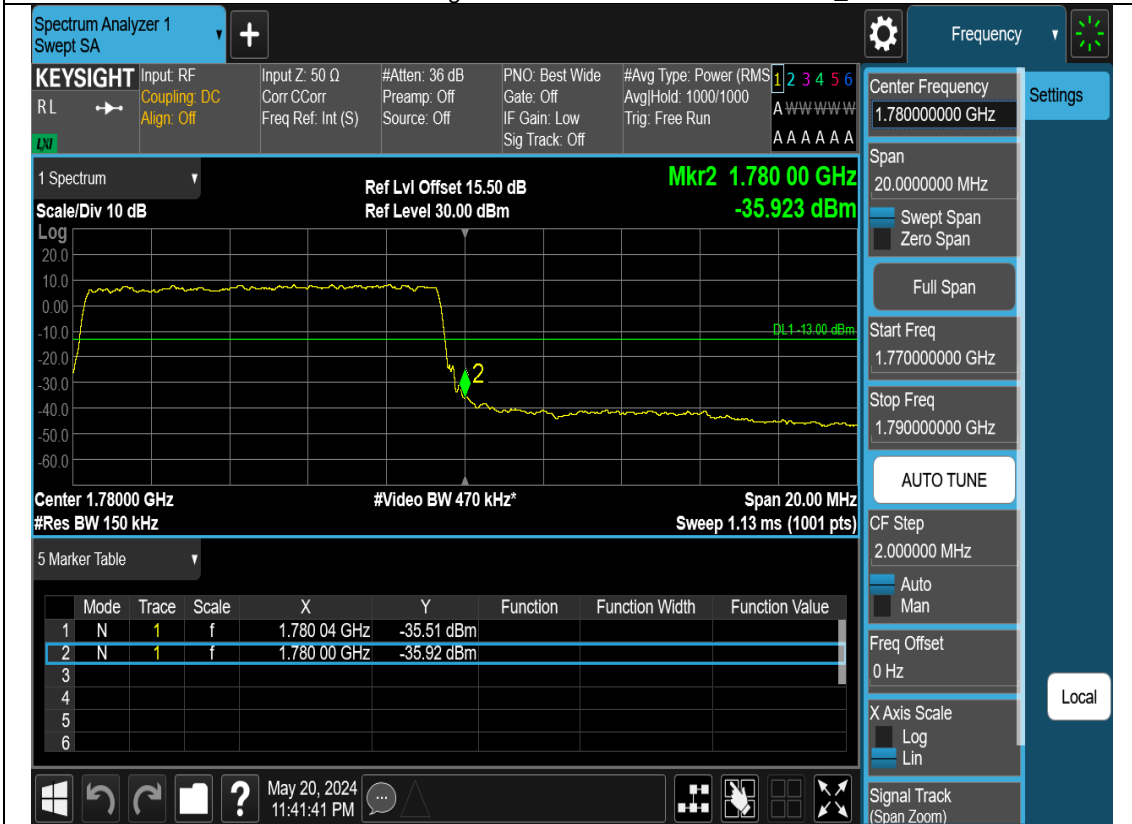 Spectrum Analyzer 1
Swept SA
+
Frequency
KEYSIGHT
R L
LXI
Input: RF
Coupling: DC
Align: Off
Input Z: 50 Ω
Corr CCorr
Freq Ref: Int (S)
#Atten: 36 dB
Preamp: Off
Source: Off
PNO: Best Wide
Gate: Off
IF Gain: Low
Sig Track: Off
#Avg Type: Power (RMS
Avg|Hold: 1000/1000
Trig: Free Run
1 2 3 4 5 6
A W W W W W
A A A A A A
1 Spectrum
Scale/Div 10 dB
Ref Lvl Offset 15.50 dB
Ref Level 30.00 dBm
Mkr2 1.780 00 GHz
-35.923 dBm
Log
20.0
10.0
0.00
-10.0
-20.0
-30.0
-40.0
-50.0
-60.0
DL1 -13.00 dBm
2
Center 1.78000 GHz
#Res BW 150 kHz
#Video BW 470 kHz*
Span 20.00 MHz
Sweep 1.13 ms (1001 pts)
5 Marker Table
Mode Trace Scale X Y Function Function Width Function Value
1 N 1 f 1.780 04 GHz -35.51 dBm
2 N 1 f 1.780 00 GHz -35.92 dBm
3
4
5
6
?
May 20, 2024
11:41:41 PM
Center Frequency
1.780000000 GHz
Settings
Span
20.0000000 MHz
Swept Span
Zero Span
Full Span
Start Freq
1.770000000 GHz
Stop Freq
1.790000000 GHz
AUTO TUNE
CF Step
2.000000 MHz
Auto
Man
Freq Offset
0 Hz
Local
X Axis Scale
Log
Lin
Signal Track
(Span Zoom)